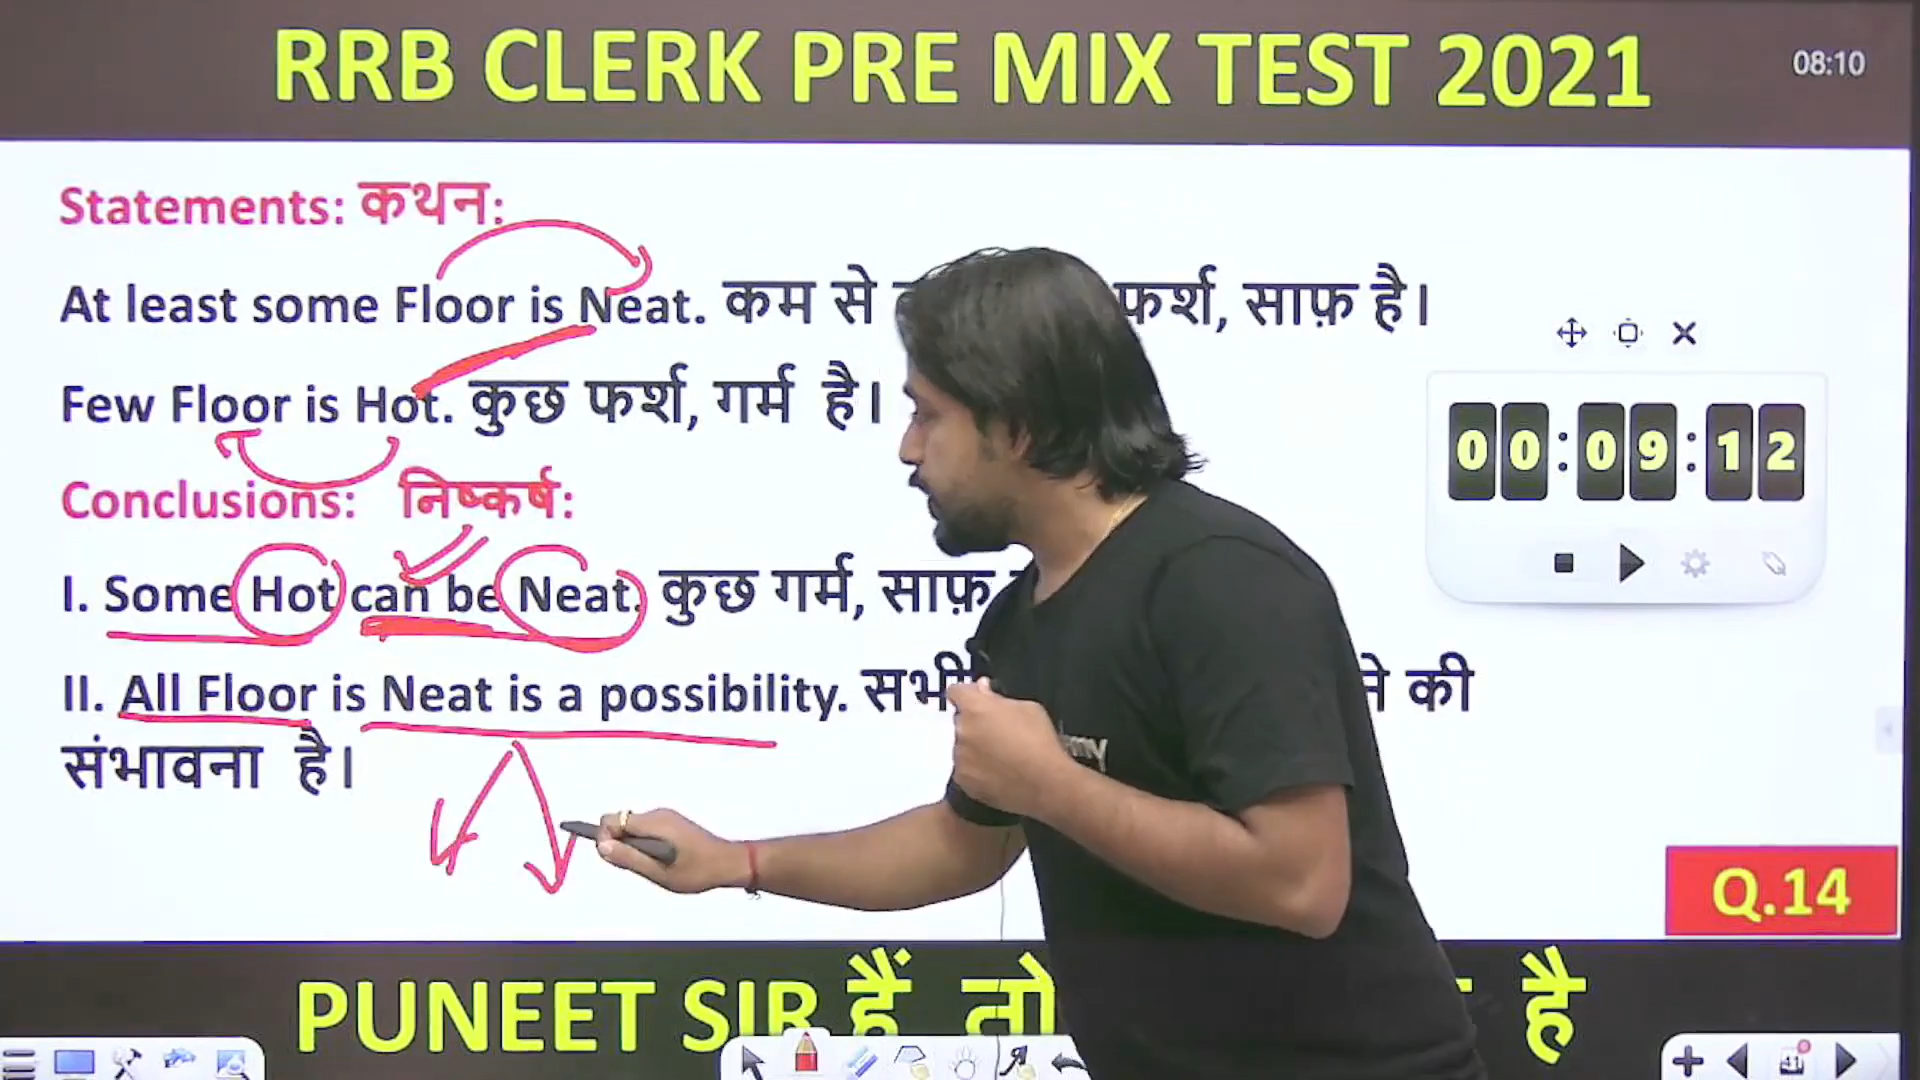 RRB CLERK PRE MIX TEST 2021
08:10
Statements: कथन:
At least some Floor is Neat. कम से फर्श, साफ़ है।
Few Floor is Hot. कुछ फर्श, गर्म है।
00:09:12
Conclusions: निष्कर्ष:
I. Some Hot can be Neat. कुछ गर्म, साफ़
II. All Floor is Neat is a possibility. सभी की
संभावना है।
Q.14
PUNEET SIR हैं तो है